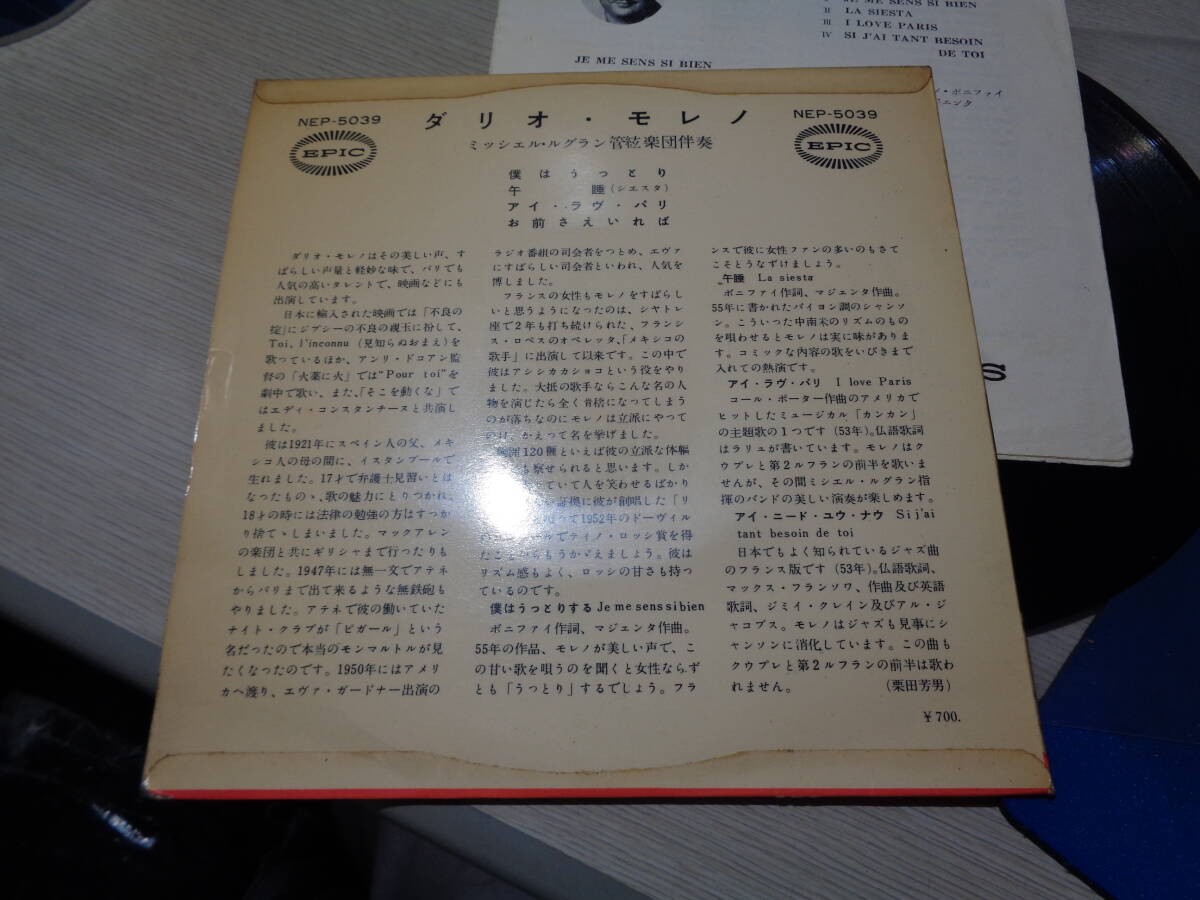 JE ME SENS SI BIEN
II LA SIESTA
III I LOVE PARIS
IV SI J'AI TANT BESOIN
DE TOI
JE ME SENS SI BIEN
ン・ボニファイ
NEP-5039
EPIC
ダリオ・モレノ
ミッシエル・ルグラン管絃楽団伴奏
NEP-5039
EPIC
僕はうっとり
午睡(シエスタ)
アイ・ラヴ・パリ
お前さえいれば
ダリオ・モレノはその美しい声、す
ばらしい声量と軽妙な味で、パリでも
人気の高いタレントで、映画などにも
出演しています。
日本に輸入された映画では「不良の
掟」にジプシーの不良の親玉に扮して、
Toi, l'inconnu (見知らぬおまえ)を
歌っているほか、アンリ・ドコアン監
督の「火薬に火」では“Pour toi”を
劇中で歌い、また、「そこを動くな」で
はエディ・コンスタンチーヌと共演し
ました。
彼は1921年にスペイン人の父、メキ
シコ人の母の間に、イスタンブールで
生れました。17才で弁護士見習いとは
なったものゝ、歌の魅力にとりつかれ、
18才の時には法律の勉強の方はすっか
り捨てゝしまいました。マックアレン
の楽団と共にギリシャまで行ったりも
しました。1947年には無一文でアテネ
からパリまで出て来るような無鉄砲も
やりました。アテネで彼の働いていた
ナイト・クラブが「ピガール」という
名だったので本当のモンマルトルが見
たくなったのです。1950年にはアメリ
カへ渡り、エヴァ・ガードナー出演の
ラジオ番組の司会者をつとめ、エヴァ
にすばらしい司会者といわれ、人気を
博しました。
フランスの女性もモレノをすばらし
いと思うようになったのは、シヤトレ
座で2年も打ち続けられた、フランシ
ス・ロペスのオペレッタ、「メキシコの
歌手」に出演して以来です。この中で
彼はアシシカカショコという役をやり
ました。大抵の歌手ならこんな名の人
物を演じたら全く台詞になってしまう
のが落ちなのにモレノは立派にやって
のけ、かえって名を挙げました。
胸囲120糎といえば彼の立派な体軀
も察せられると思います。しか
ていて人を笑わせるばかり
い証拠に彼が創唱した「リ
って1952年のドーヴィル
ールでティノ・ロッシ賞を得
たことからもうかゞえましょう。彼は
リズム感もよく、ロッシの甘さも持っ
ているのです。
僕はうっとりする Je me sens si bien
ボニファイ作詞、マジェンタ作曲。
55年の作品、モレノが美しい声で、こ
の甘い歌を唄うのを聞くと女性ならず
とも「うっとり」するでしょう。フラ
ンスで彼に女性ファンの多いのもさて
こそとうなずけましょう。
午睡 La siesta
ボニファイ作詞、マジェンタ作曲。
55年に書かれたバイヨン調のシャンソ
ン。こういった中南米のリズムのもの
を唄わせるとモレノは実に味がありま
す。コミックな内容の歌をいびきまで
入れての熱演です。
アイ・ラヴ・パリ I love Paris
コール・ポーター作曲のアメリカで
ヒットしたミュージカル「カンカン」
の主題歌の1つです(53年)。仏語歌詞
はラリュが書いています。モレノはク
ウプレと第2ルフランの前半を歌いま
せんが、その間ミシエル・ルグラン指
揮のバンドの美しい演奏が楽しめます。
アイ・ニード・ユウ・ナウ Si j'ai
tant besoin de toi
日本でもよく知られているジャズ曲
のフランス版です(53年)。仏語歌詞、
マックス・フランソワ、作曲及び英語
歌詞、ジミイ・クレイン及びアル・ジ
ャコブス。モレノはジャズも見事にシ
ャンソンに消化しています。この曲も
クウプレと第2ルフランの前半は歌わ
れません。 (栗田芳男)
¥700.